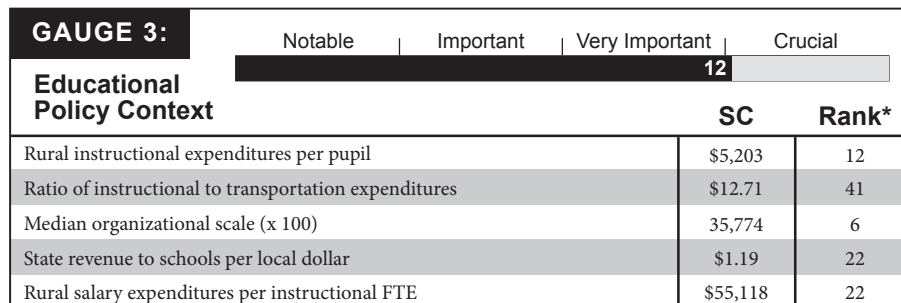 GAUGE 3:
Notable Important Very Important Crucial
12
Educational
Policy Context
SC Rank*
Rural instructional expenditures per pupil $5,203 12
Ratio of instructional to transportation expenditures $12.71 41
Median organizational scale (x 100) 35,774 6
State revenue to schools per local dollar $1.19 22
Rural salary expenditures per instructional FTE $55,118 22